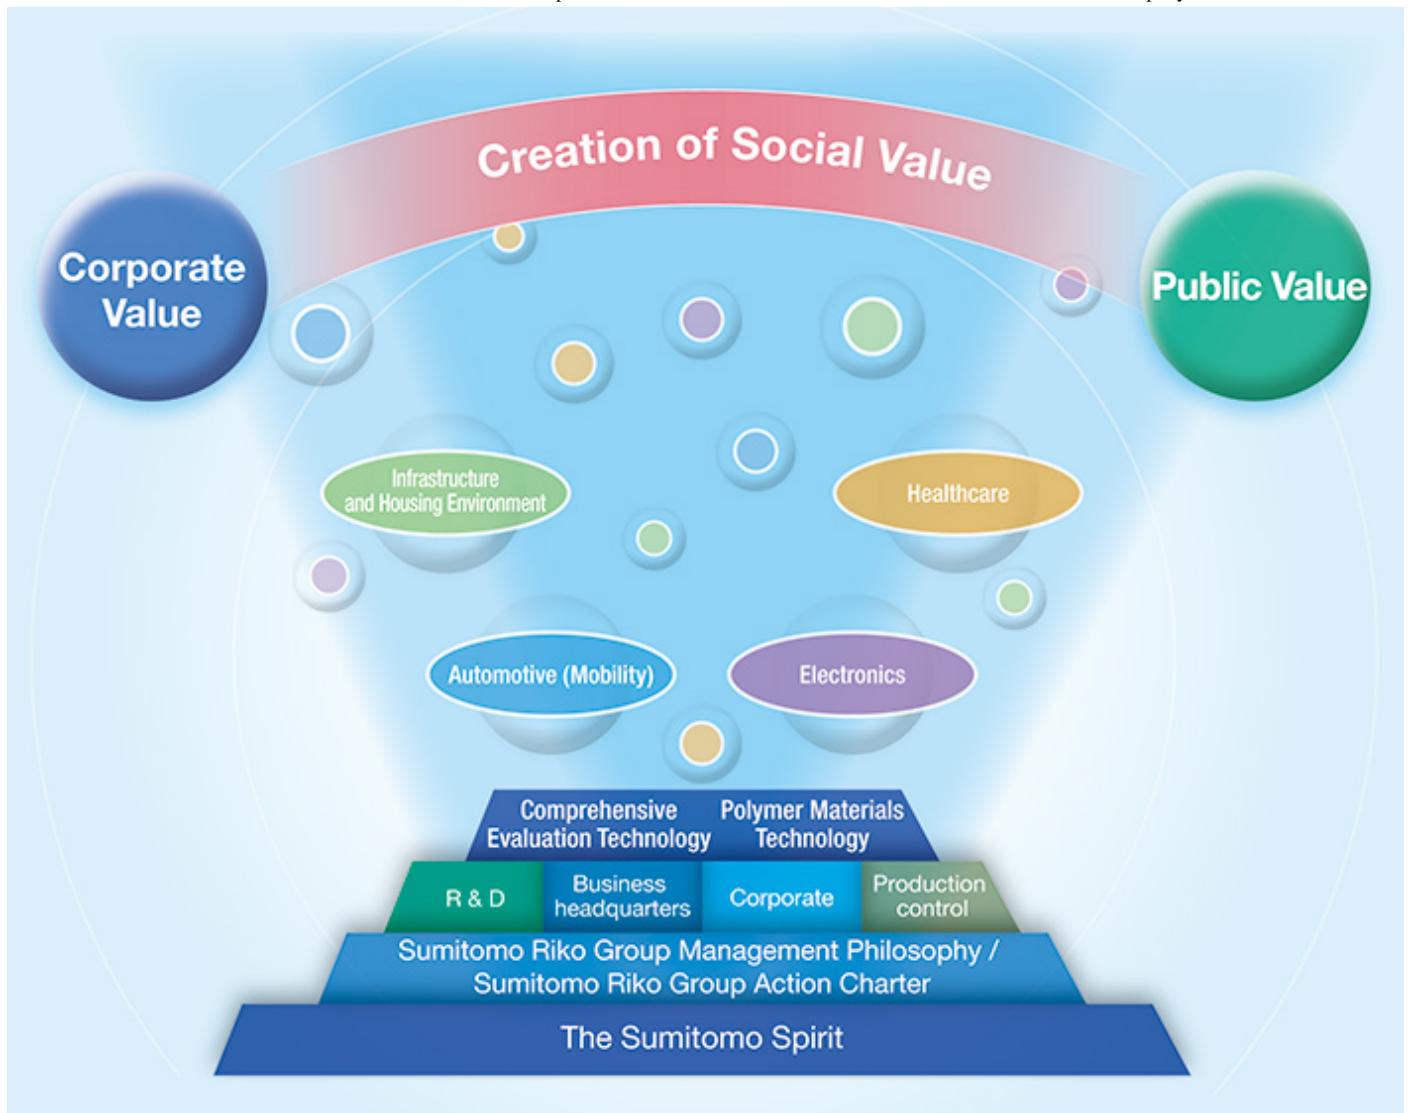 Creation of Social Value
Corporate
Value
Public Value
Infrastructure
and Housing Environment
Healthcare
Automotive (Mobility)
Electronics
Comprehensive
Evaluation Technology
Polymer Materials
Technology
R & D
Business
headquarters
Corporate
Production
control
Sumitomo Riko Group Management Philosophy /
Sumitomo Riko Group Action Charter
The Sumitomo Spirit